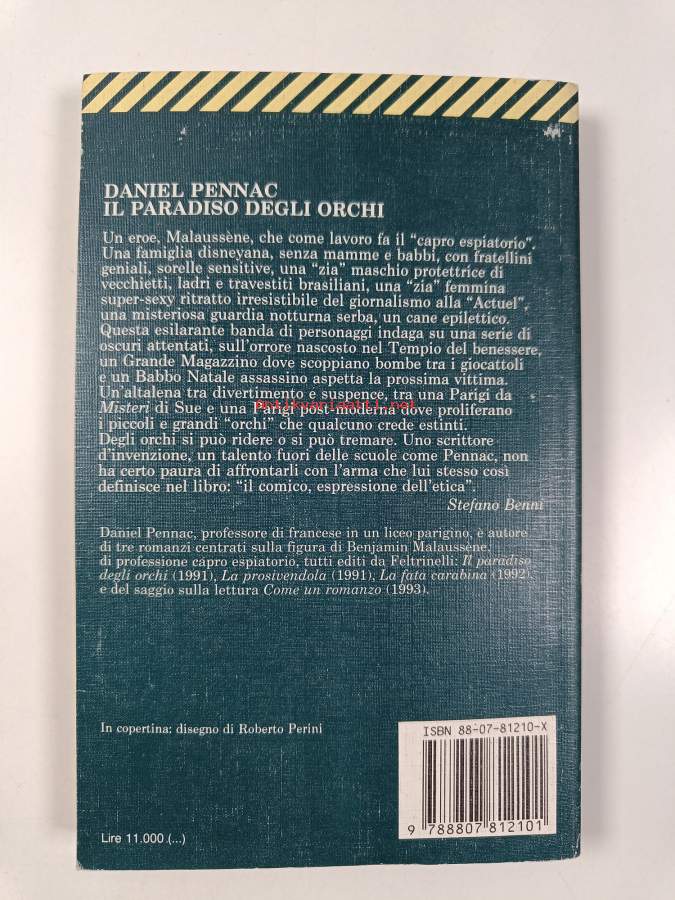 DANIEL PENNAC
IL PARADISO DEGLI ORCHI
Un eroe, Malaussène, che come lavoro fa il “capro espiatorio”.
Una famiglia disneyana, senza mamme e babbi, con fratellini
geniali, sorelle sensitive, una “zia” maschio protettrice di
vecchietti, ladri e travestiti brasiliani, una “zia” femmina
super-sexy ritratto irresistibile del giornalismo alla “Actuel”,
una misteriosa guardia notturna serba, un cane epilettico.
Questa esilarante banda di personaggi indaga su una serie di
oscuri attentati, sull'orrore nascosto nel Tempio del benessere,
un Grande Magazzino dove scoppiano bombe tra i giocattoli
e un Babbo Natale assassino aspetta la prossima vittima.
Un'altalena tra divertimento e suspence, tra una Parigi da
Misteri di Sue e una Parigi post-moderna dove proliferano
i piccoli e grandi “orchi” che qualcuno crede estinti.
Degli orchi si può ridere o si può tremare. Uno scrittore
d'invenzione, un talento fuori delle scuole come Pennac, non
ha certo paura di affrontarli con l'arma che lui stesso così
definisce nel libro: “il comico, espressione dell'etica”.
Stefano Benni
Daniel Pennac, professore di francese in un liceo parigino, è autore
di tre romanzi centrati sulla figura di Benjamin Malaussène,
di professione capro espiatorio, tutti editi da Feltrinelli: Il paradiso
degli orchi (1991), La prosivendola (1991), La fata carabina (1992),
e del saggio sulla lettura Come un romanzo (1993).
In copertina: disegno di Roberto Perini
ISBN 88-07-81210-X
9 788807 812101
Lire 11.000 (...)